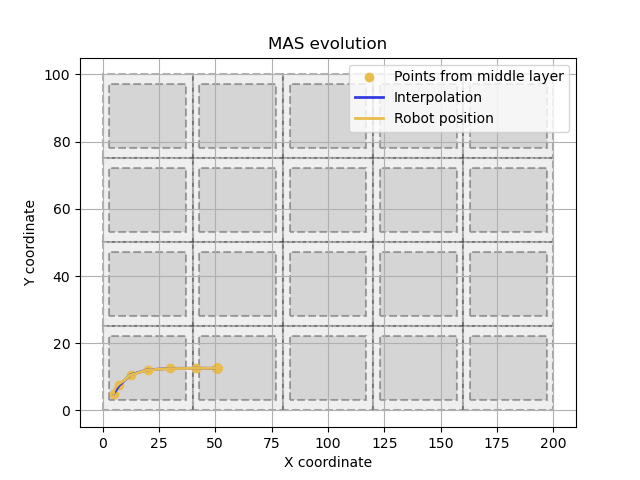 MAS evolution
Points from middle layer
Interpolation
Robot position
Y coordinate
100
80
60
40
20
0
0 25 50 75 100 125 150 175 200
X coordinate